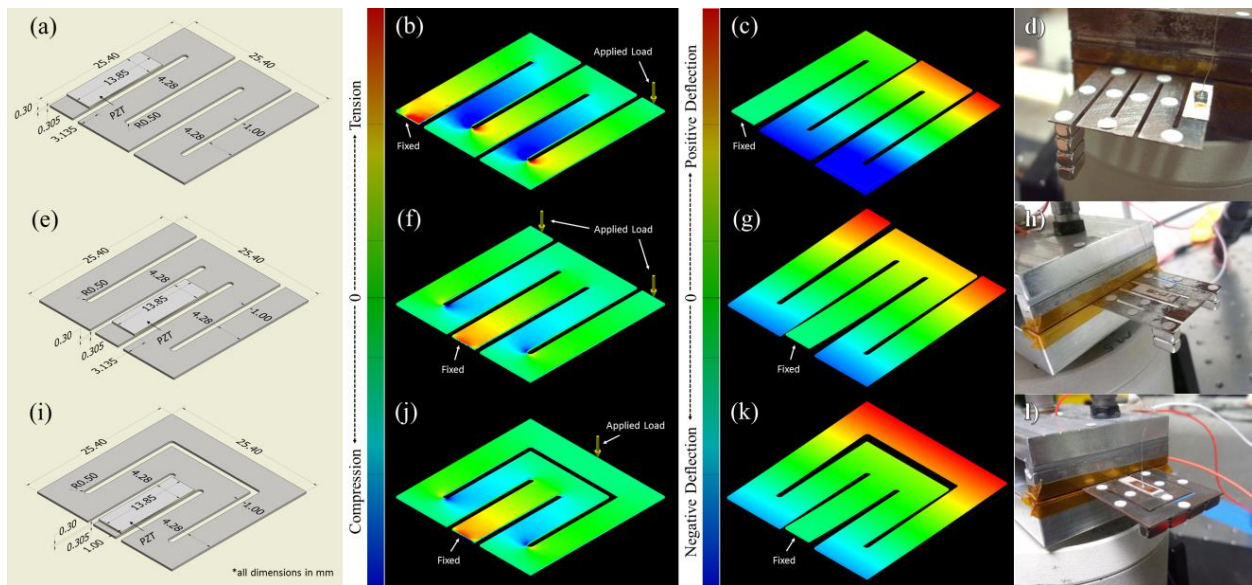 (a)
25.40
25.40
13.85
4.28
0.30
0.305
PZT
R0.50
3.135
4.28
1.00
Tension
0
Compression
(b)
Applied Load
Fixed
Positive Deflection
0
Negative Deflection
(c)
Fixed
d)
(e)
25.40
25.40
R0.50
4.28
13.85
4.28
1.00
0.30
0.305
PZT
3.135
(f)
Applied Load
Fixed
(g)
Fixed
h)
(i)
25.40
25.40
R0.50
4.28
13.85
4.28
1.00
0.30
0.305
PZT
1.00
*all dimensions in mm
(j)
Applied Load
Fixed
(k)
Fixed
l)